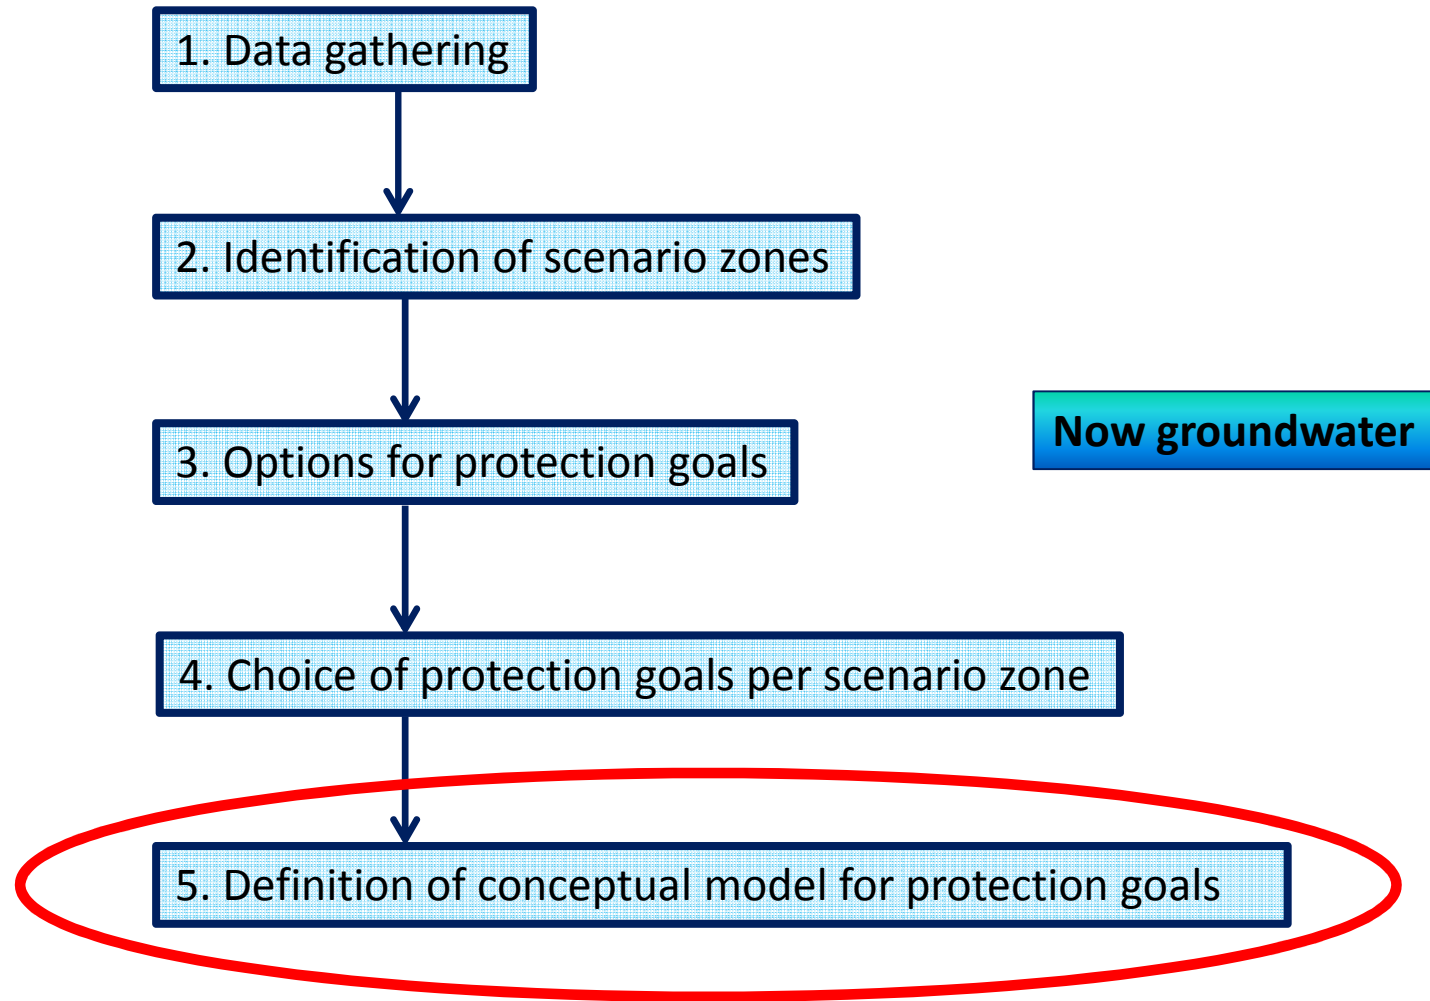 1. Data gathering
2. Identification of scenario zones
3. Options for protection goals
Now groundwater
4. Choice of protection goals per scenario zone
5. Definition of conceptual model for protection goals